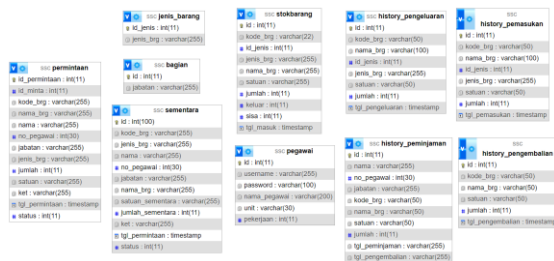 ssc jenis_barang
id_jenis : int(11)
jenis_brg : varchar(255)
ssc bagian
id : int(11)
jabatan : varchar(255)
ssc permintaan
id_permintaan : int(11)
id_minta : int(11)
kode_brg : varchar(255)
nama_brg : varchar(255)
nama : varchar(255)
no_pegawai : int(30)
jabatan : varchar(255)
jenis_brg : varchar(255)
jumlah : int(11)
satuan : varchar(255)
ket : varchar(255)
tgl_permintaan : timestamp
status : int(11)
ssc sementara
id : int(100)
kode_brg : varchar(255)
jenis_brg : varchar(255)
nama : varchar(255)
no_pegawai : int(30)
jabatan : varchar(255)
nama_brg : varchar(255)
satuan_sementara : varchar(255)
jumlah_sementara : int(11)
ket : varchar(255)
tgl_permintaan : timestamp
status : int(11)
ssc stokbarang
id : int(11)
kode_brg : varchar(22)
id_jenis : int(11)
jenis_brg : varchar(255)
nama_brg : varchar(255)
satuan : varchar(255)
jumlah : int(11)
keluar : int(11)
sisa : int(11)
tgl_masuk : timestamp
ssc pegawai
id : int(11)
username : varchar(255)
password : varchar(100)
nama_pegawai : varchar(200)
unit : varchar(30)
pekerjaan : int(11)
ssc history_pengeluaran
id : int(11)
kode_brg : varchar(50)
nama_brg : varchar(100)
id_jenis : int(11)
jenis_brg : varchar(255)
satuan : varchar(50)
jumlah : int(11)
tgl_pengeluaran : timestamp
ssc history_peminjaman
id : int(11)
nama : varchar(255)
no_pegawai : int(30)
jabatan : varchar(255)
kode_brg : varchar(50)
nama_brg : varchar(50)
satuan : varchar(50)
jumlah : int(11)
tgl_peminjaman : varchar(255)
tgl_pengembalian : varchar(255)
ssc
history_pemasukan
id : int(11)
kode_brg : varchar(50)
nama_brg : varchar(100)
id_jenis : int(11)
jenis_brg : varchar(255)
satuan : varchar(50)
jumlah : int(11)
tgl_pemasukan : timestamp
ssc
history_pengembalian
id : int(11)
kode_brg : varchar(50)
nama_brg : varchar(50)
satuan : varchar(50)
jumlah : int(11)
tgl_pengembalian : timestamp